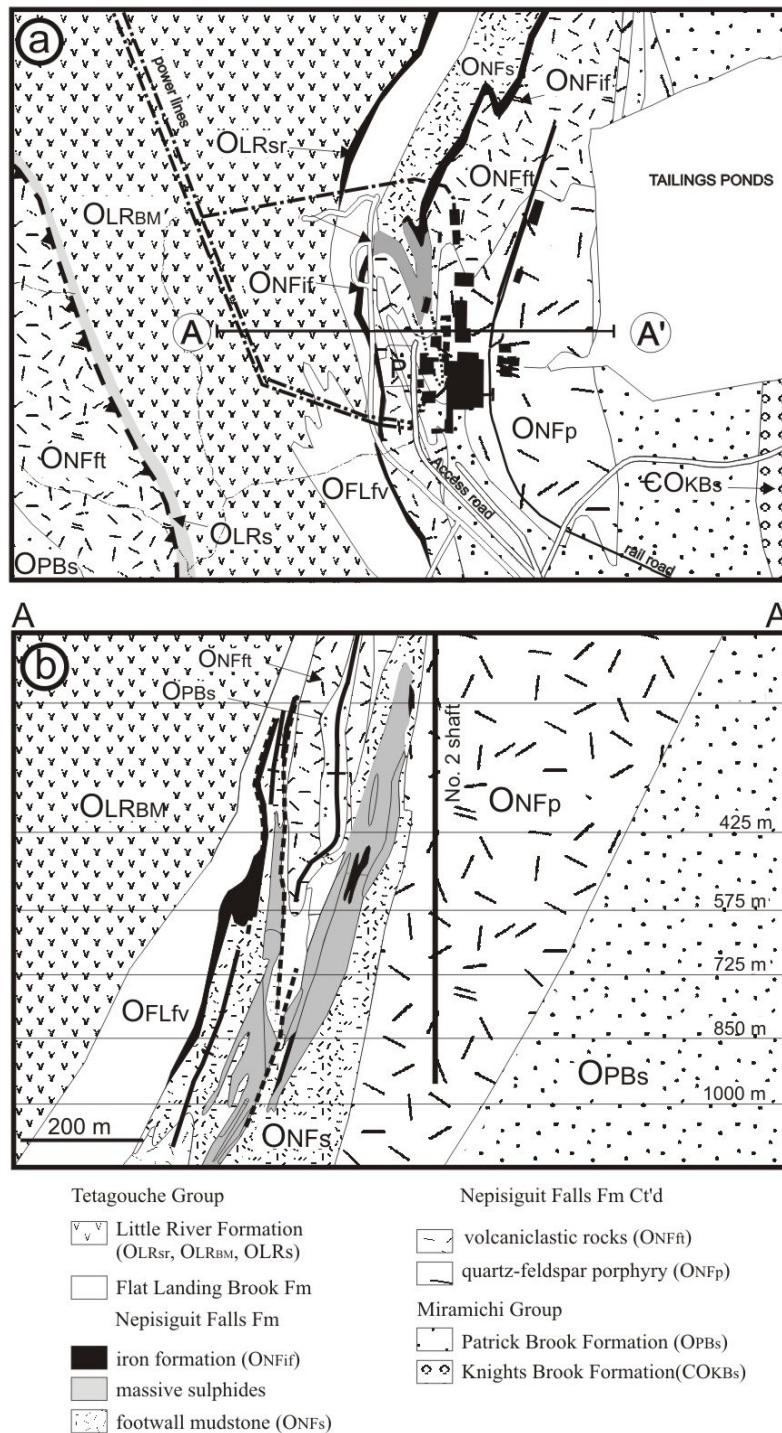 a
power lines
ONFs
ONFif
OLRsr
ONFft
TAILINGS PONDS
OLRBM
ONFif
A
A'
P
ONFft
ONFp
OFLfv
Access road
ЄOKBs
OLRs
OPBs
rail road
A
A
b
ONFft
OPBs
No. 2 shaft
OLRBM
ONFp
425 m
575 m
725 m
OFLfv
850 m
OPBs
1000 m
200 m
ONFs
Tetagouche Group
Little River Formation
(OLRsr, OLRBM, OLRs)
Flat Landing Brook Fm
Nepisiguit Falls Fm
iron formation (ONFif)
massive sulphides
footwall mudstone (ONFs)
Nepisiguit Falls Fm Ct'd
volcaniclastic rocks (ONFft)
quartz-feldspar porphyry (ONFp)
Miramichi Group
Patrick Brook Formation (OPBs)
Knights Brook Formation(COKBs)